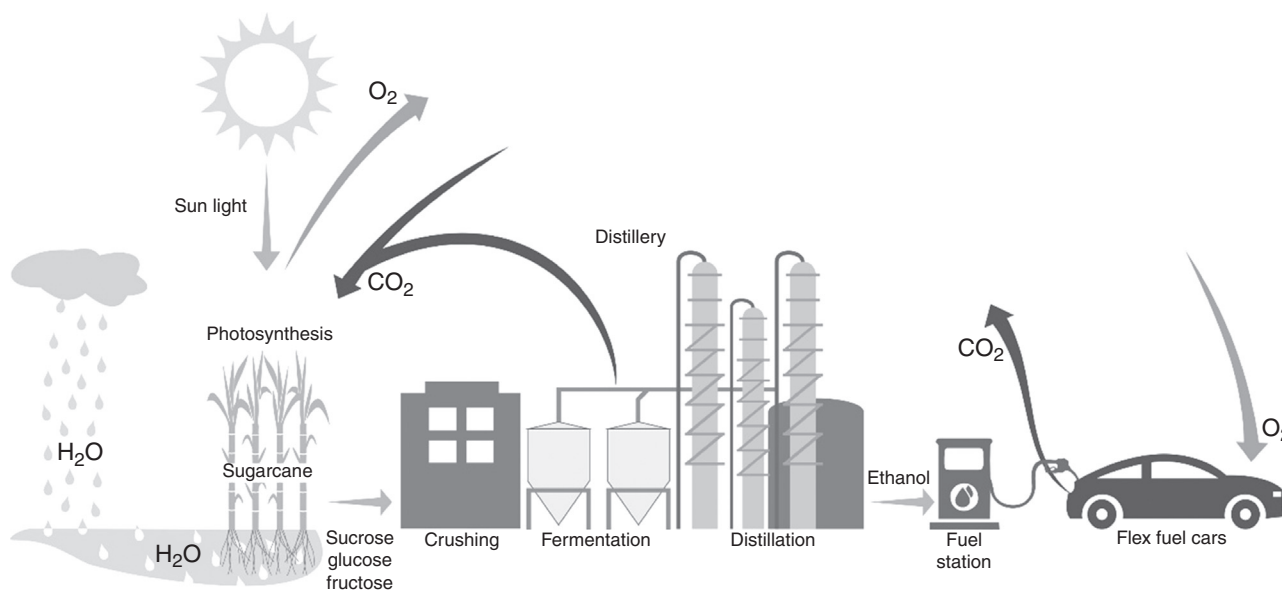 O2
Sun light
Distillery
CO2
Photosynthesis
CO2
H2O
O2
Sugarcane
Ethanol
H2O
Sucrose
glucose
fructose
Crushing
Fermentation
Distillation
Fuel
station
Flex fuel cars